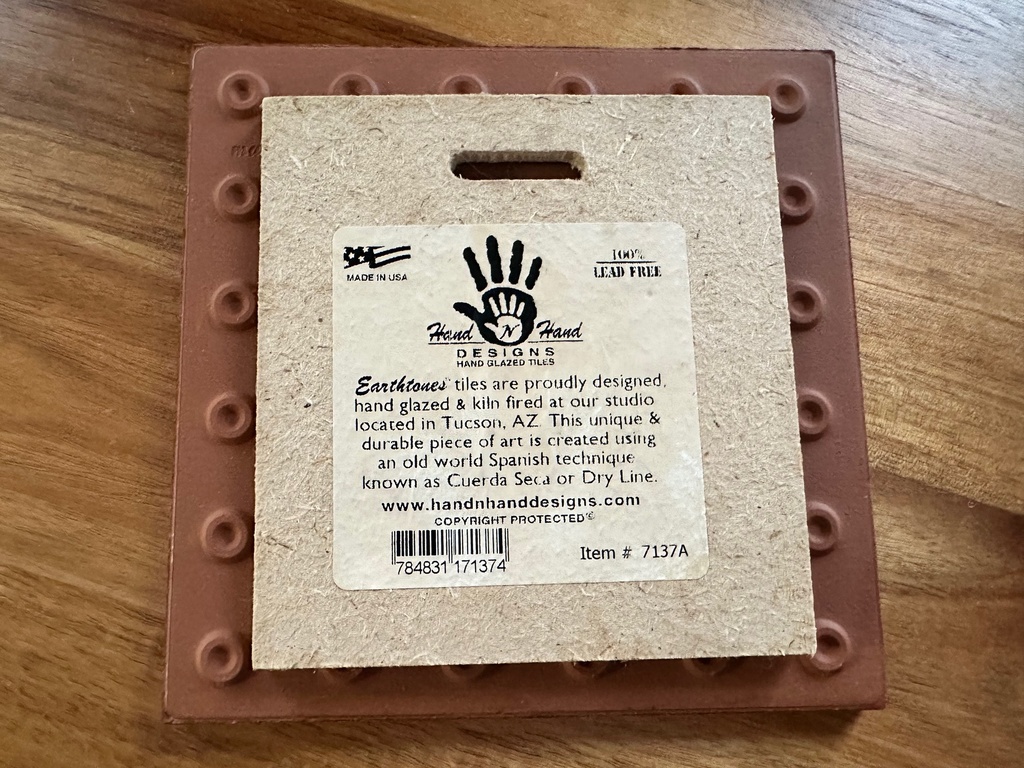 MADE IN USA
100%
LEAD FREE
Hand N Hand
DESIGNS
HAND GLAZED TILES
Earthtones tiles are proudly designed,
hand glazed & kiln fired at our studio
located in Tucson, AZ. This unique &
durable piece of art is created using
an old world Spanish technique
known as Cuerda Seca or Dry Line.
www.handnhanddesigns.com
COPYRIGHT PROTECTED©
784831 171374
Item # 7137A